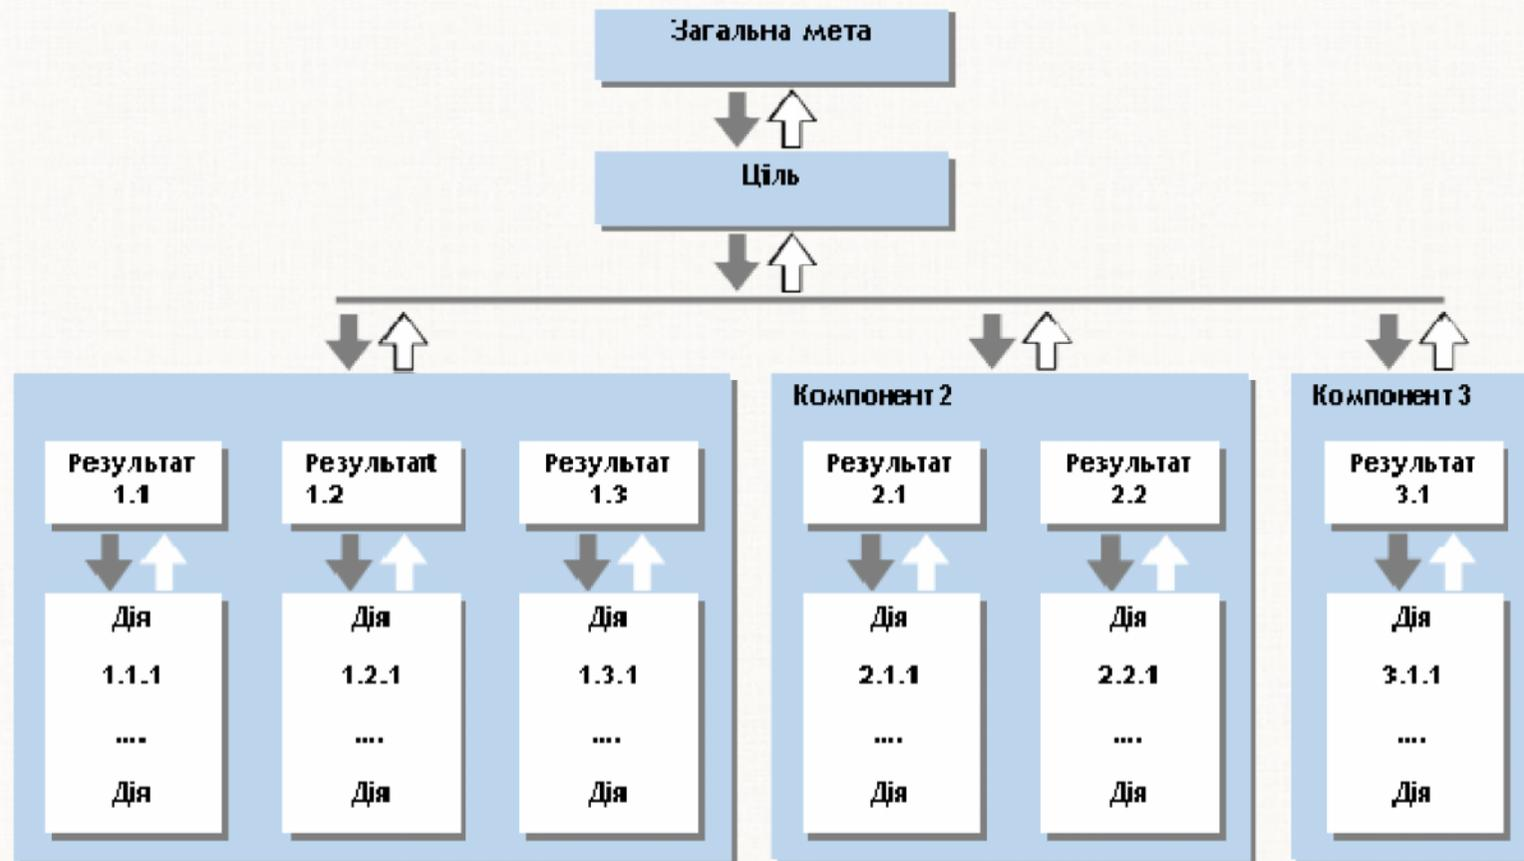 Загальна мета
Ціль
Компонент 2
Компонент 3
Результат
1.1
Результатt
1.2
Результат
1.3
Результат
2.1
Результат
2.2
Результат
3.1
Дія
1.1.1
....
Дія
Дія
1.2.1
....
Дія
Дія
1.3.1
....
Дія
Дія
2.1.1
....
Дія
Дія
2.2.1
....
Дія
Дія
3.1.1
....
Дія